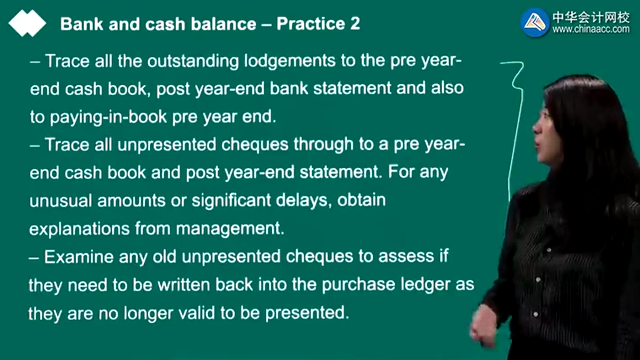 Bank and cash balance – Practice 2
中华会计网校
www.chinaacc.com
– Trace all the outstanding lodgements to the pre year-
end cash book, post year-end bank statement and also
to paying-in-book pre year end.
– Trace all unpresented cheques through to a pre year-
end cash book and post year-end statement. For any
unusual amounts or significant delays, obtain
explanations from management.
– Examine any old unpresented cheques to assess if
they need to be written back into the purchase ledger as
they are no longer valid to be presented.